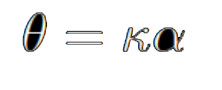 θ = κα